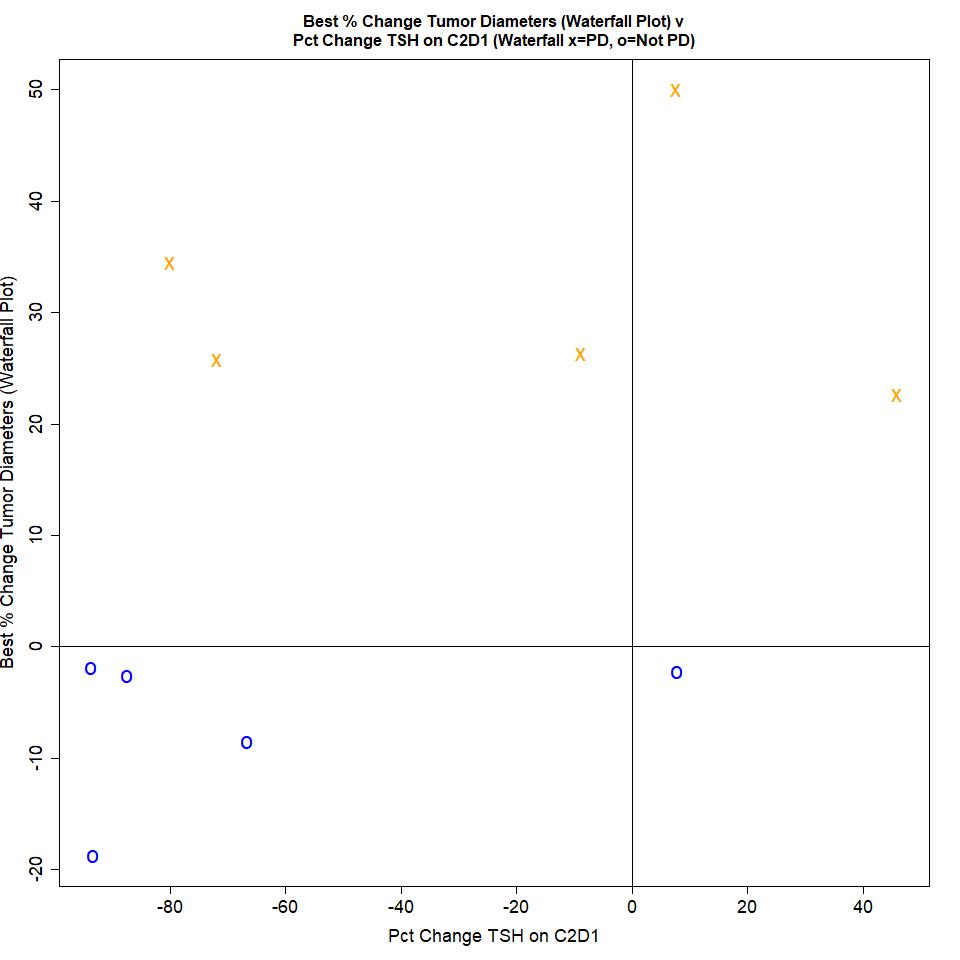 Best % Change Tumor Diameters (Waterfall Plot) v
Pct Change TSH on C2D1 (Waterfall x=PD, o=Not PD)
Best % Change Tumor Diameters (Waterfall Plot)
50
40
30
20
10
0
-10
-20
X
X
X
X
X
O
O
O
O
O
-80
-60
-40
-20
0
20
40
Pct Change TSH on C2D1